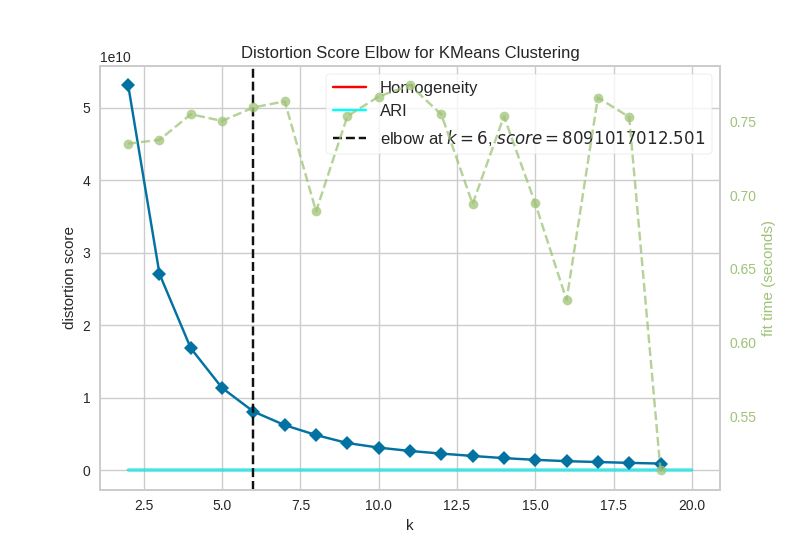 Distortion Score Elbow for KMeans Clustering
1e10
Homogeneity
ARI
elbow at k = 6, score = 8091017012.501
5
4
3
2
1
0
distortion score
0.75
0.70
0.65
0.60
0.55
fit time (seconds)
2.5 5.0 7.5 10.0 12.5 15.0 17.5 20.0
k